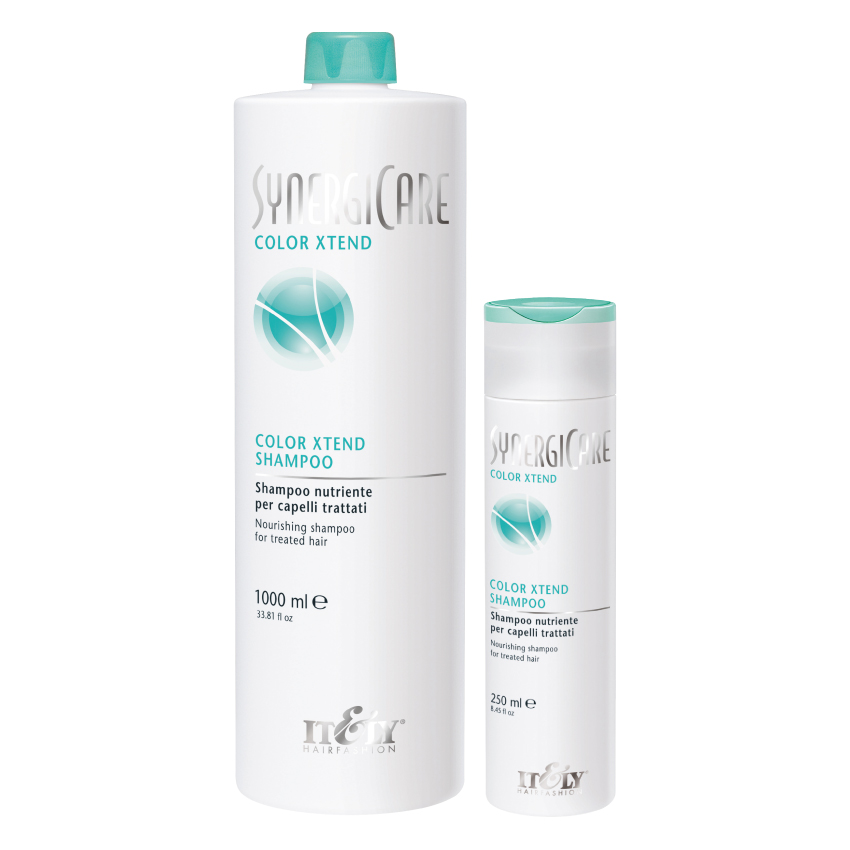 SYNERGICARE
COLOR XTEND
COLOR XTEND
SHAMPOO
Shampoo nutriente
per capelli trattati
Nourishing shampoo
for treated hair
1000 ml ℮
33.81 fl oz
IT&LY®
HAIRFASHION
SYNERGICARE
COLOR XTEND
COLOR XTEND
SHAMPOO
Shampoo nutriente
per capelli trattati
Nourishing shampoo
for treated hair
250 ml ℮
8.45 fl oz
IT&LY
HAIRFASHION